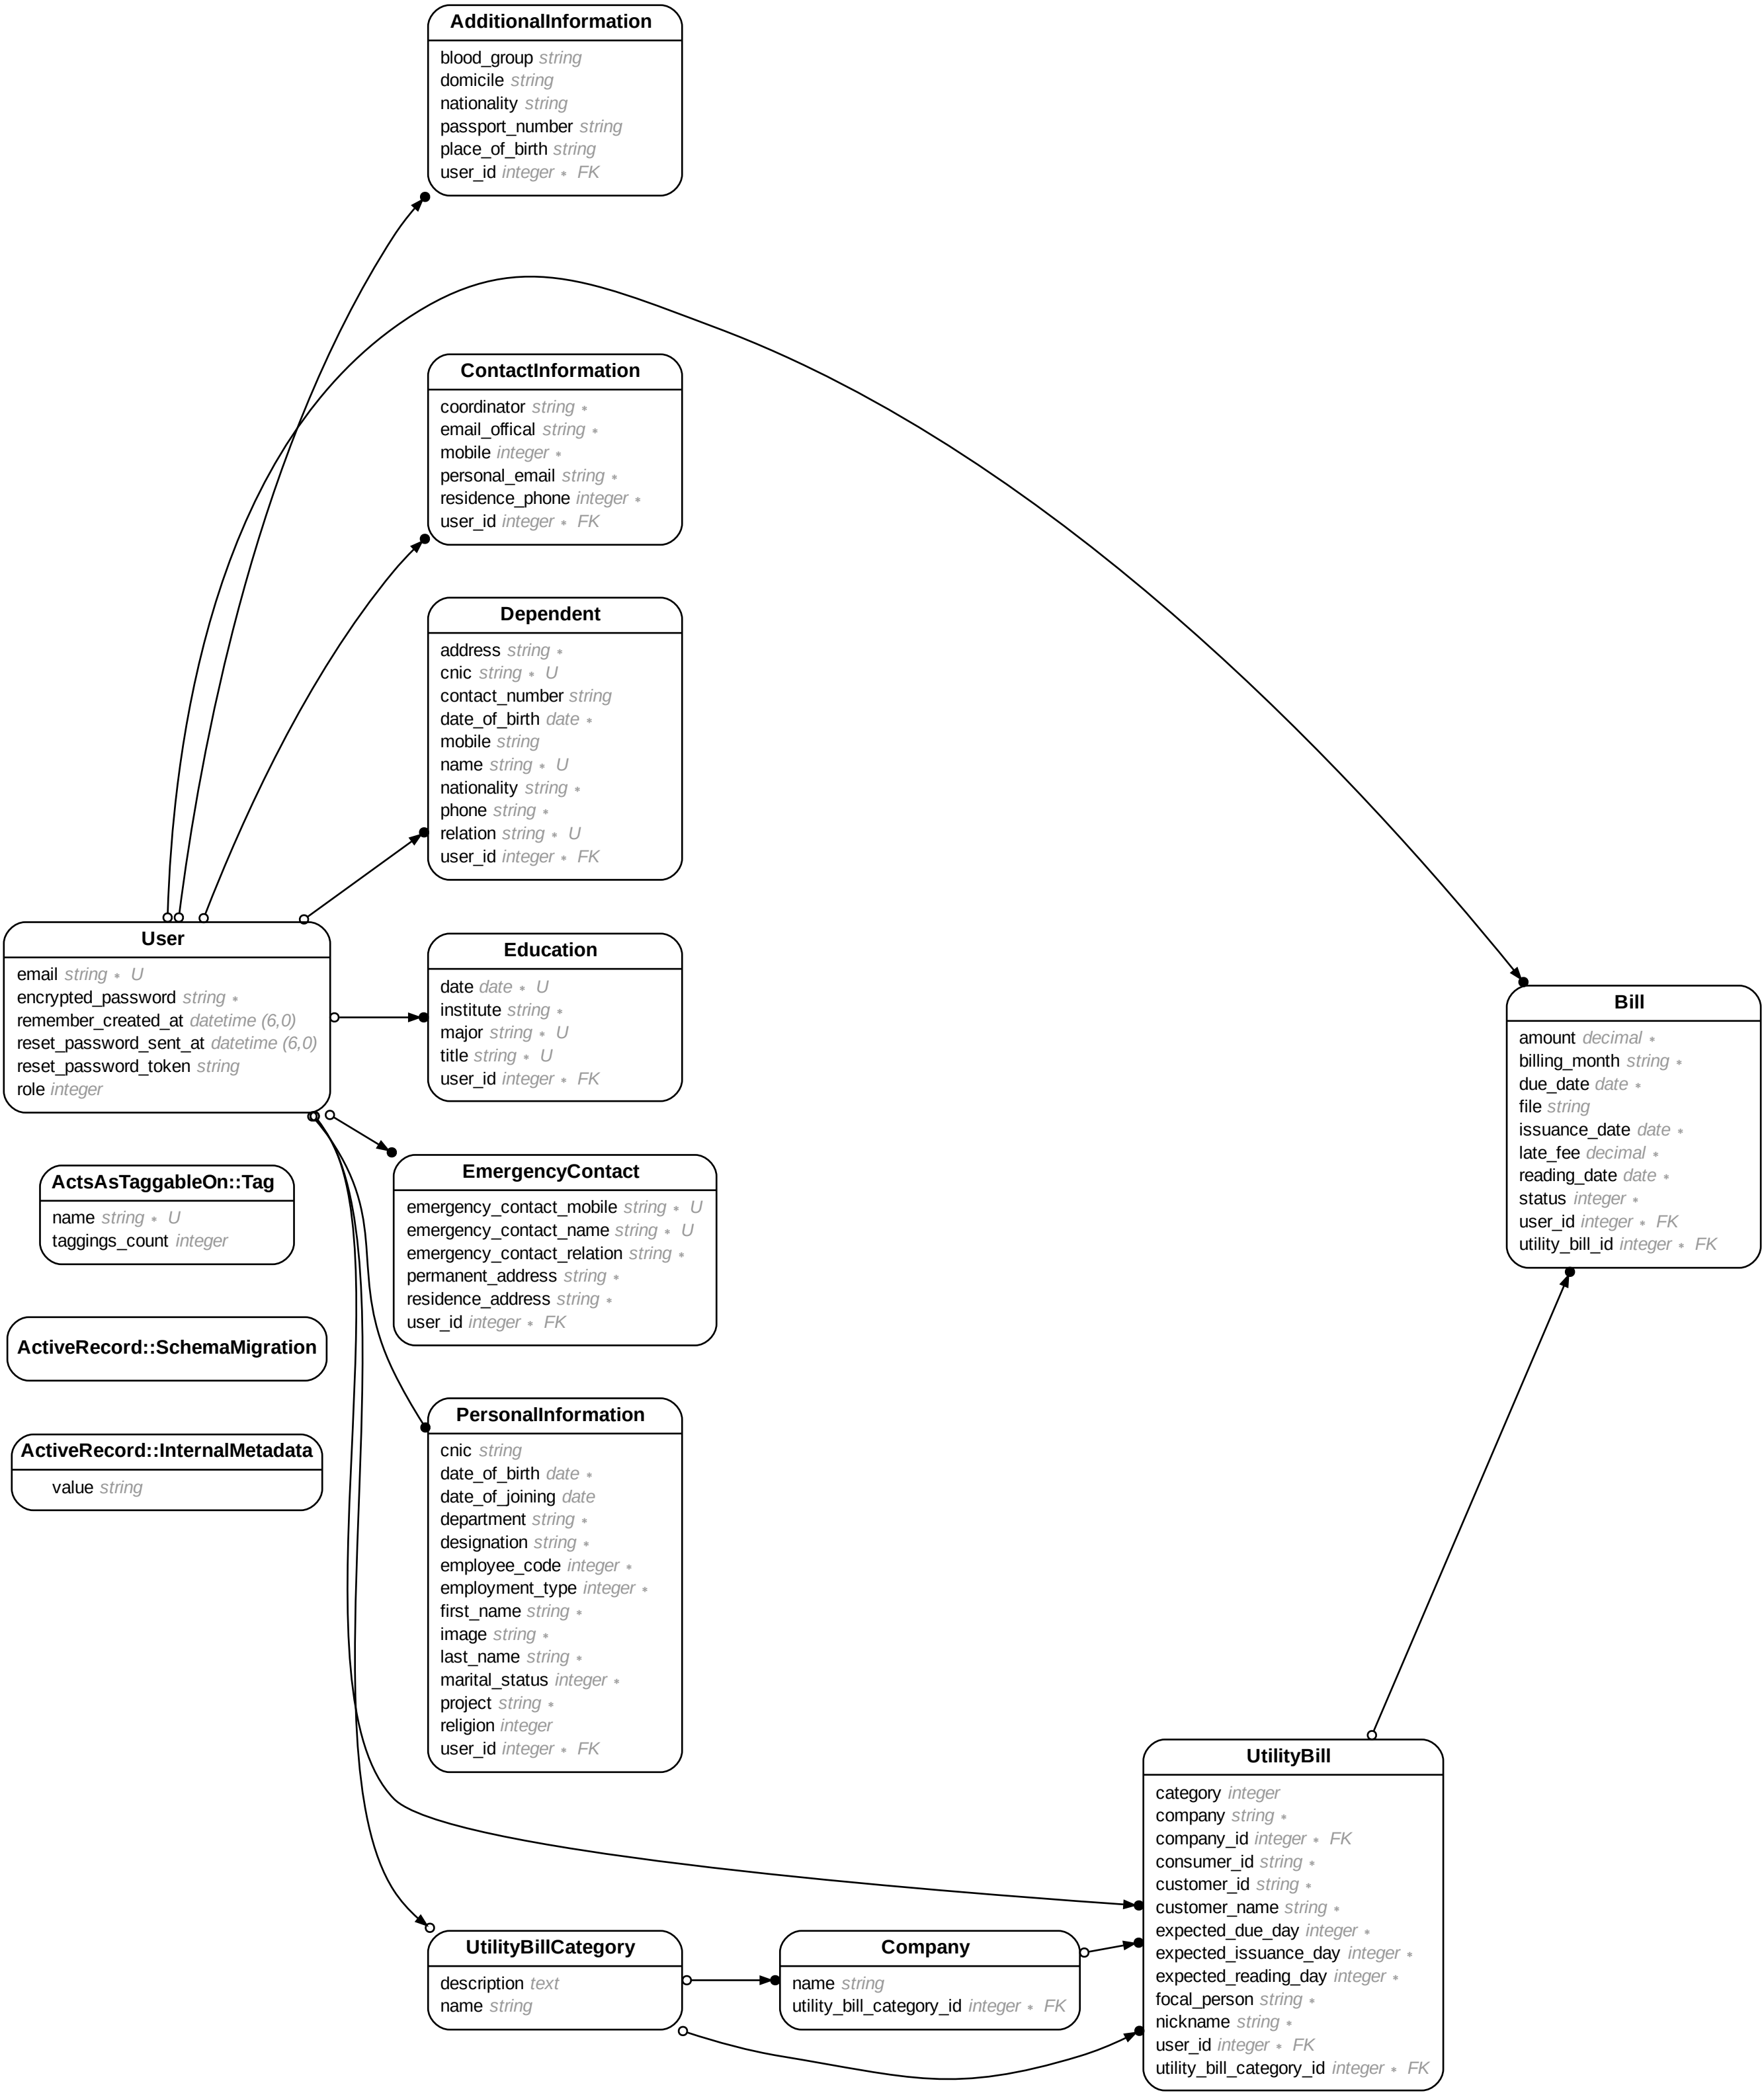 AdditionalInformation
blood_group string
domicile string
nationality string
passport_number string
place_of_birth string
user_id integer ∗ FK
ContactInformation
coordinator string ∗
email_offical string ∗
mobile integer ∗
personal_email string ∗
residence_phone integer ∗
user_id integer ∗ FK
Dependent
address string ∗
cnic string ∗ U
contact_number string
date_of_birth date ∗
mobile string
name string ∗ U
nationality string ∗
phone string ∗
relation string ∗ U
user_id integer ∗ FK
User
email string ∗ U
encrypted_password string ∗
remember_created_at datetime (6,0)
reset_password_sent_at datetime (6,0)
reset_password_token string
role integer
Education
date date ∗ U
institute string ∗
major string ∗ U
title string ∗ U
user_id integer ∗ FK
Bill
amount decimal ∗
billing_month string ∗
due_date date ∗
file string
issuance_date date ∗
late_fee decimal ∗
reading_date date ∗
status integer ∗
user_id integer ∗ FK
utility_bill_id integer ∗ FK
ActsAsTaggableOn::Tag
name string ∗ U
taggings_count integer
EmergencyContact
emergency_contact_mobile string ∗ U
emergency_contact_name string ∗ U
emergency_contact_relation string ∗
permanent_address string ∗
residence_address string ∗
user_id integer ∗ FK
ActiveRecord::SchemaMigration
ActiveRecord::InternalMetadata
value string
PersonalInformation
cnic string
date_of_birth date ∗
date_of_joining date
department string ∗
designation string ∗
employee_code integer ∗
employment_type integer ∗
first_name string ∗
image string ∗
last_name string ∗
marital_status integer ∗
project string ∗
religion integer
user_id integer ∗ FK
UtilityBill
category integer
company string ∗
company_id integer ∗ FK
consumer_id string ∗
customer_id string ∗
customer_name string ∗
expected_due_day integer ∗
expected_issuance_day integer ∗
expected_reading_day integer ∗
focal_person string ∗
nickname string ∗
user_id integer ∗ FK
utility_bill_category_id integer ∗ FK
UtilityBillCategory
description text
name string
Company
name string
utility_bill_category_id integer ∗ FK